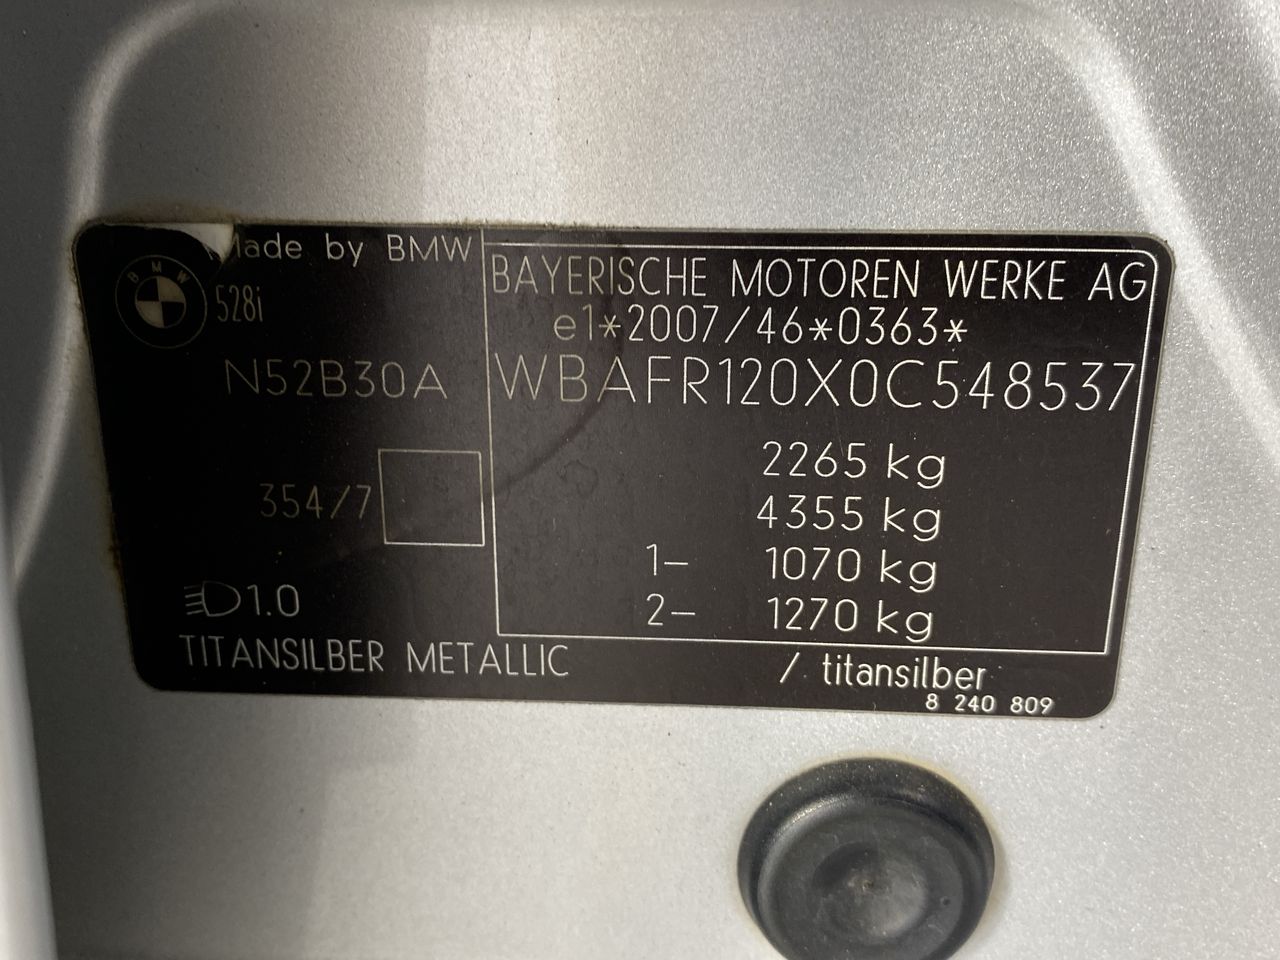 Made by BMW
BMW
528i
N52B30A
354/7
1.0
TITANSILBER METALLIC / titansilber
BAYERISCHE MOTOREN WERKE AG
e1*2007/46*0363*
WBAFR120X0C548537
2265 kg
4355 kg
1- 1070 kg
2- 1270 kg
8 240 809